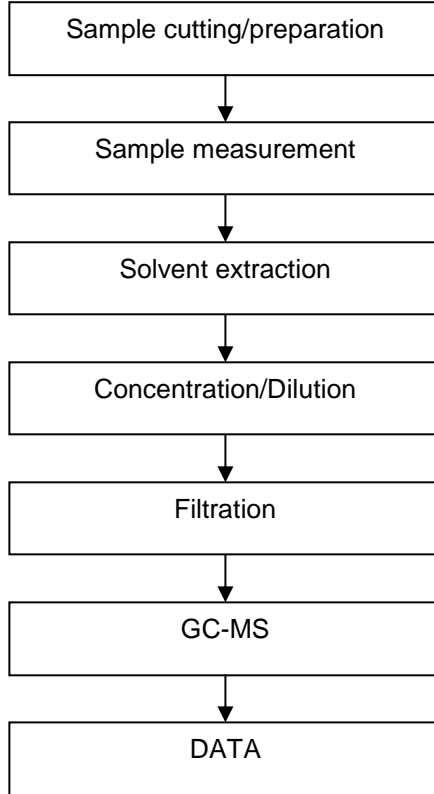 Sample cutting/preparation
Sample measurement
Solvent extraction
Concentration/Dilution
Filtration
GC-MS
DATA